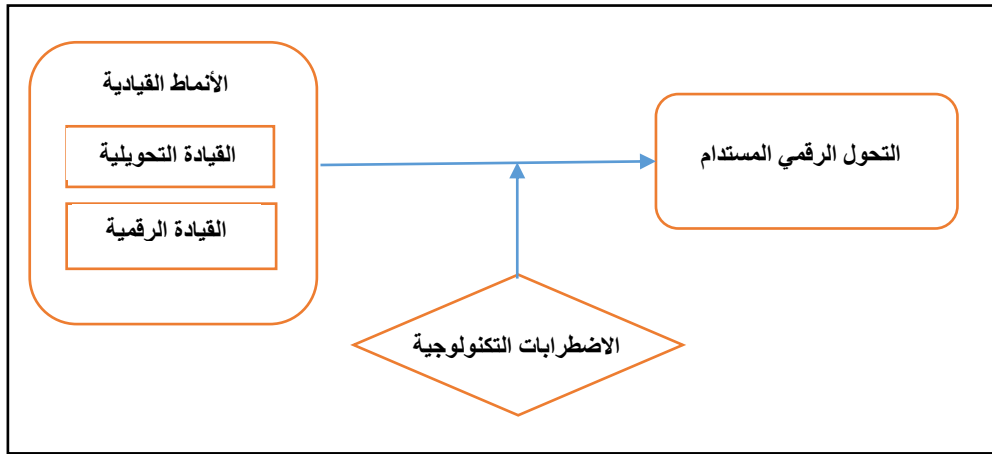 الأنماط القيادية
القيادة التحويلية
القيادة الرقمية
التحول الرقمي المستدام
الاضطرابات التكنولوجية